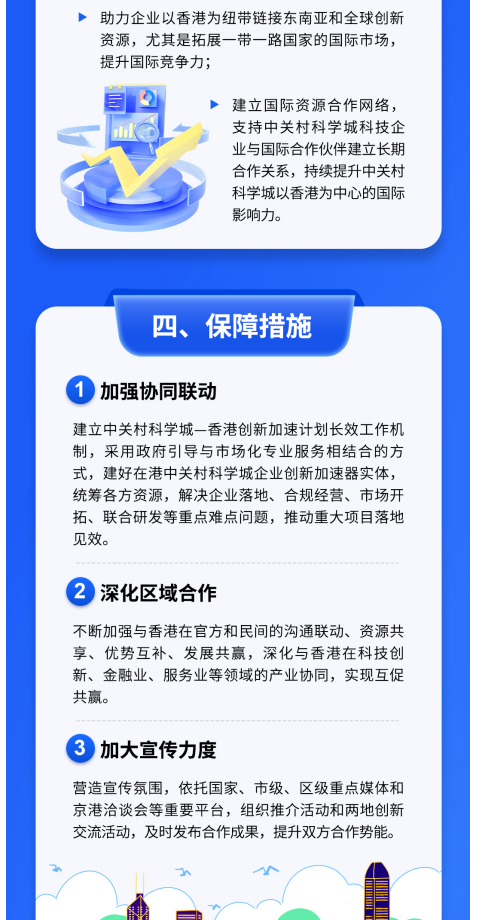 助力企业以香港为纽带链接东南亚和全球创新
资源，尤其是拓展一带一路国家的国际市场，
提升国际竞争力；
建立国际资源合作网络，
支持中关村科学城科技企
业与国际合作伙伴建立长期
合作关系，持续提升中关村
科学城以香港为中心的国际
影响力。
四、保障措施
1 加强协同联动
建立中关村科学城—香港创新加速计划长效工作机
制，采用政府引导与市场化专业服务相结合的方
式，建好在港中关村科学城企业创新加速器实体，
统筹各方资源，解决企业落地、合规经营、市场开
拓、联合研发等重点难点问题，推动重大项目落地
见效。
2 深化区域合作
不断加强与香港在官方和民间的沟通联动、资源共
享、优势互补、发展共赢，深化与香港在科技创
新、金融业、服务业等领域的产业协同，实现互促
共赢。
3 加大宣传力度
营造宣传氛围，依托国家、市级、区级重点媒体和
京港洽谈会等重要平台，组织推介活动和两地创新
交流活动，及时发布合作成果，提升双方合作势能。